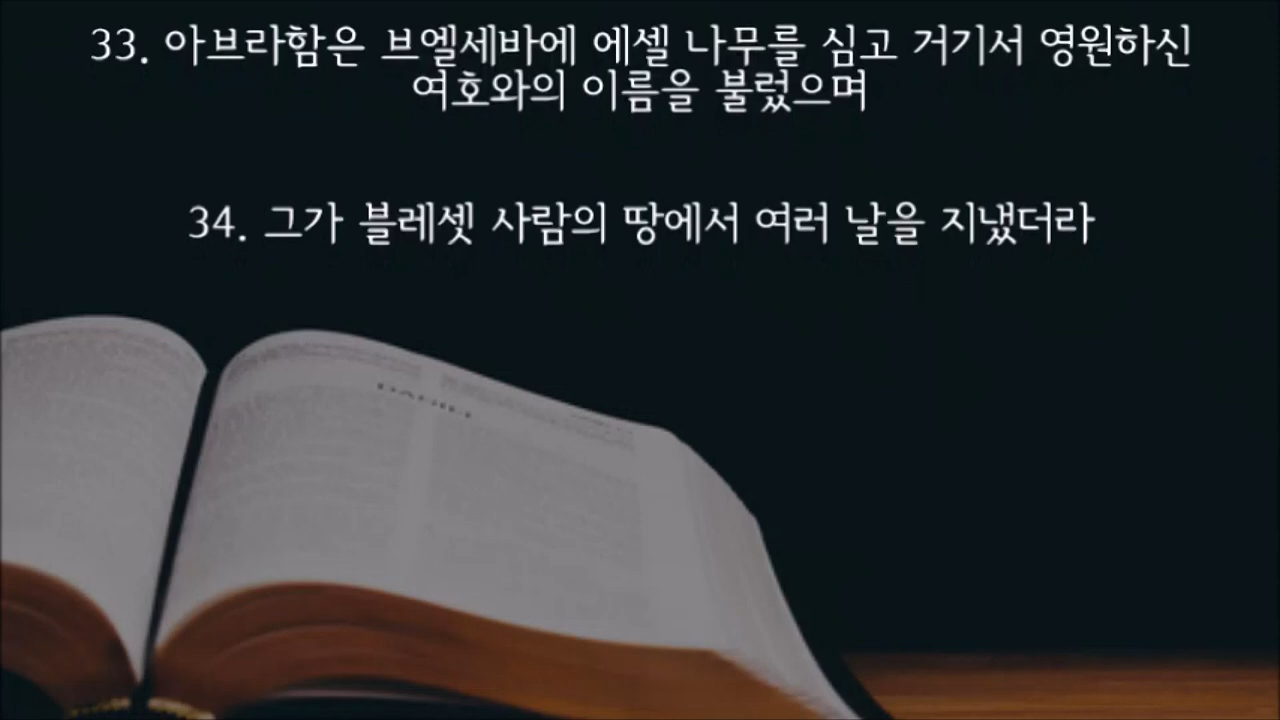 33. 아브라함은 브엘세바에 에셀 나무를 심고 거기서 영원하신
여호와의 이름을 불렀으며
34. 그가 블레셋 사람의 땅에서 여러 날을 지냈더라